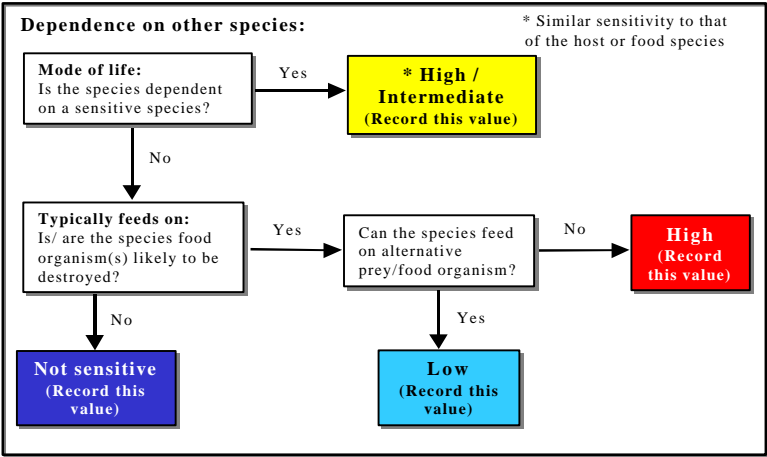 Dependence on other species:
* Similar sensitivity to that
of the host or food species
Mode of life:
Is the species dependent
on a sensitive species?
Yes
* High /
Intermediate
(Record this value)
No
Typically feeds on:
Is/ are the species food
organism(s) likely to be
destroyed?
Yes
Can the species feed
on alternative
prey/food organism?
No
High
(Record
this value)
No
Yes
Not sensitive
(Record this
value)
Low
(Record this
value)